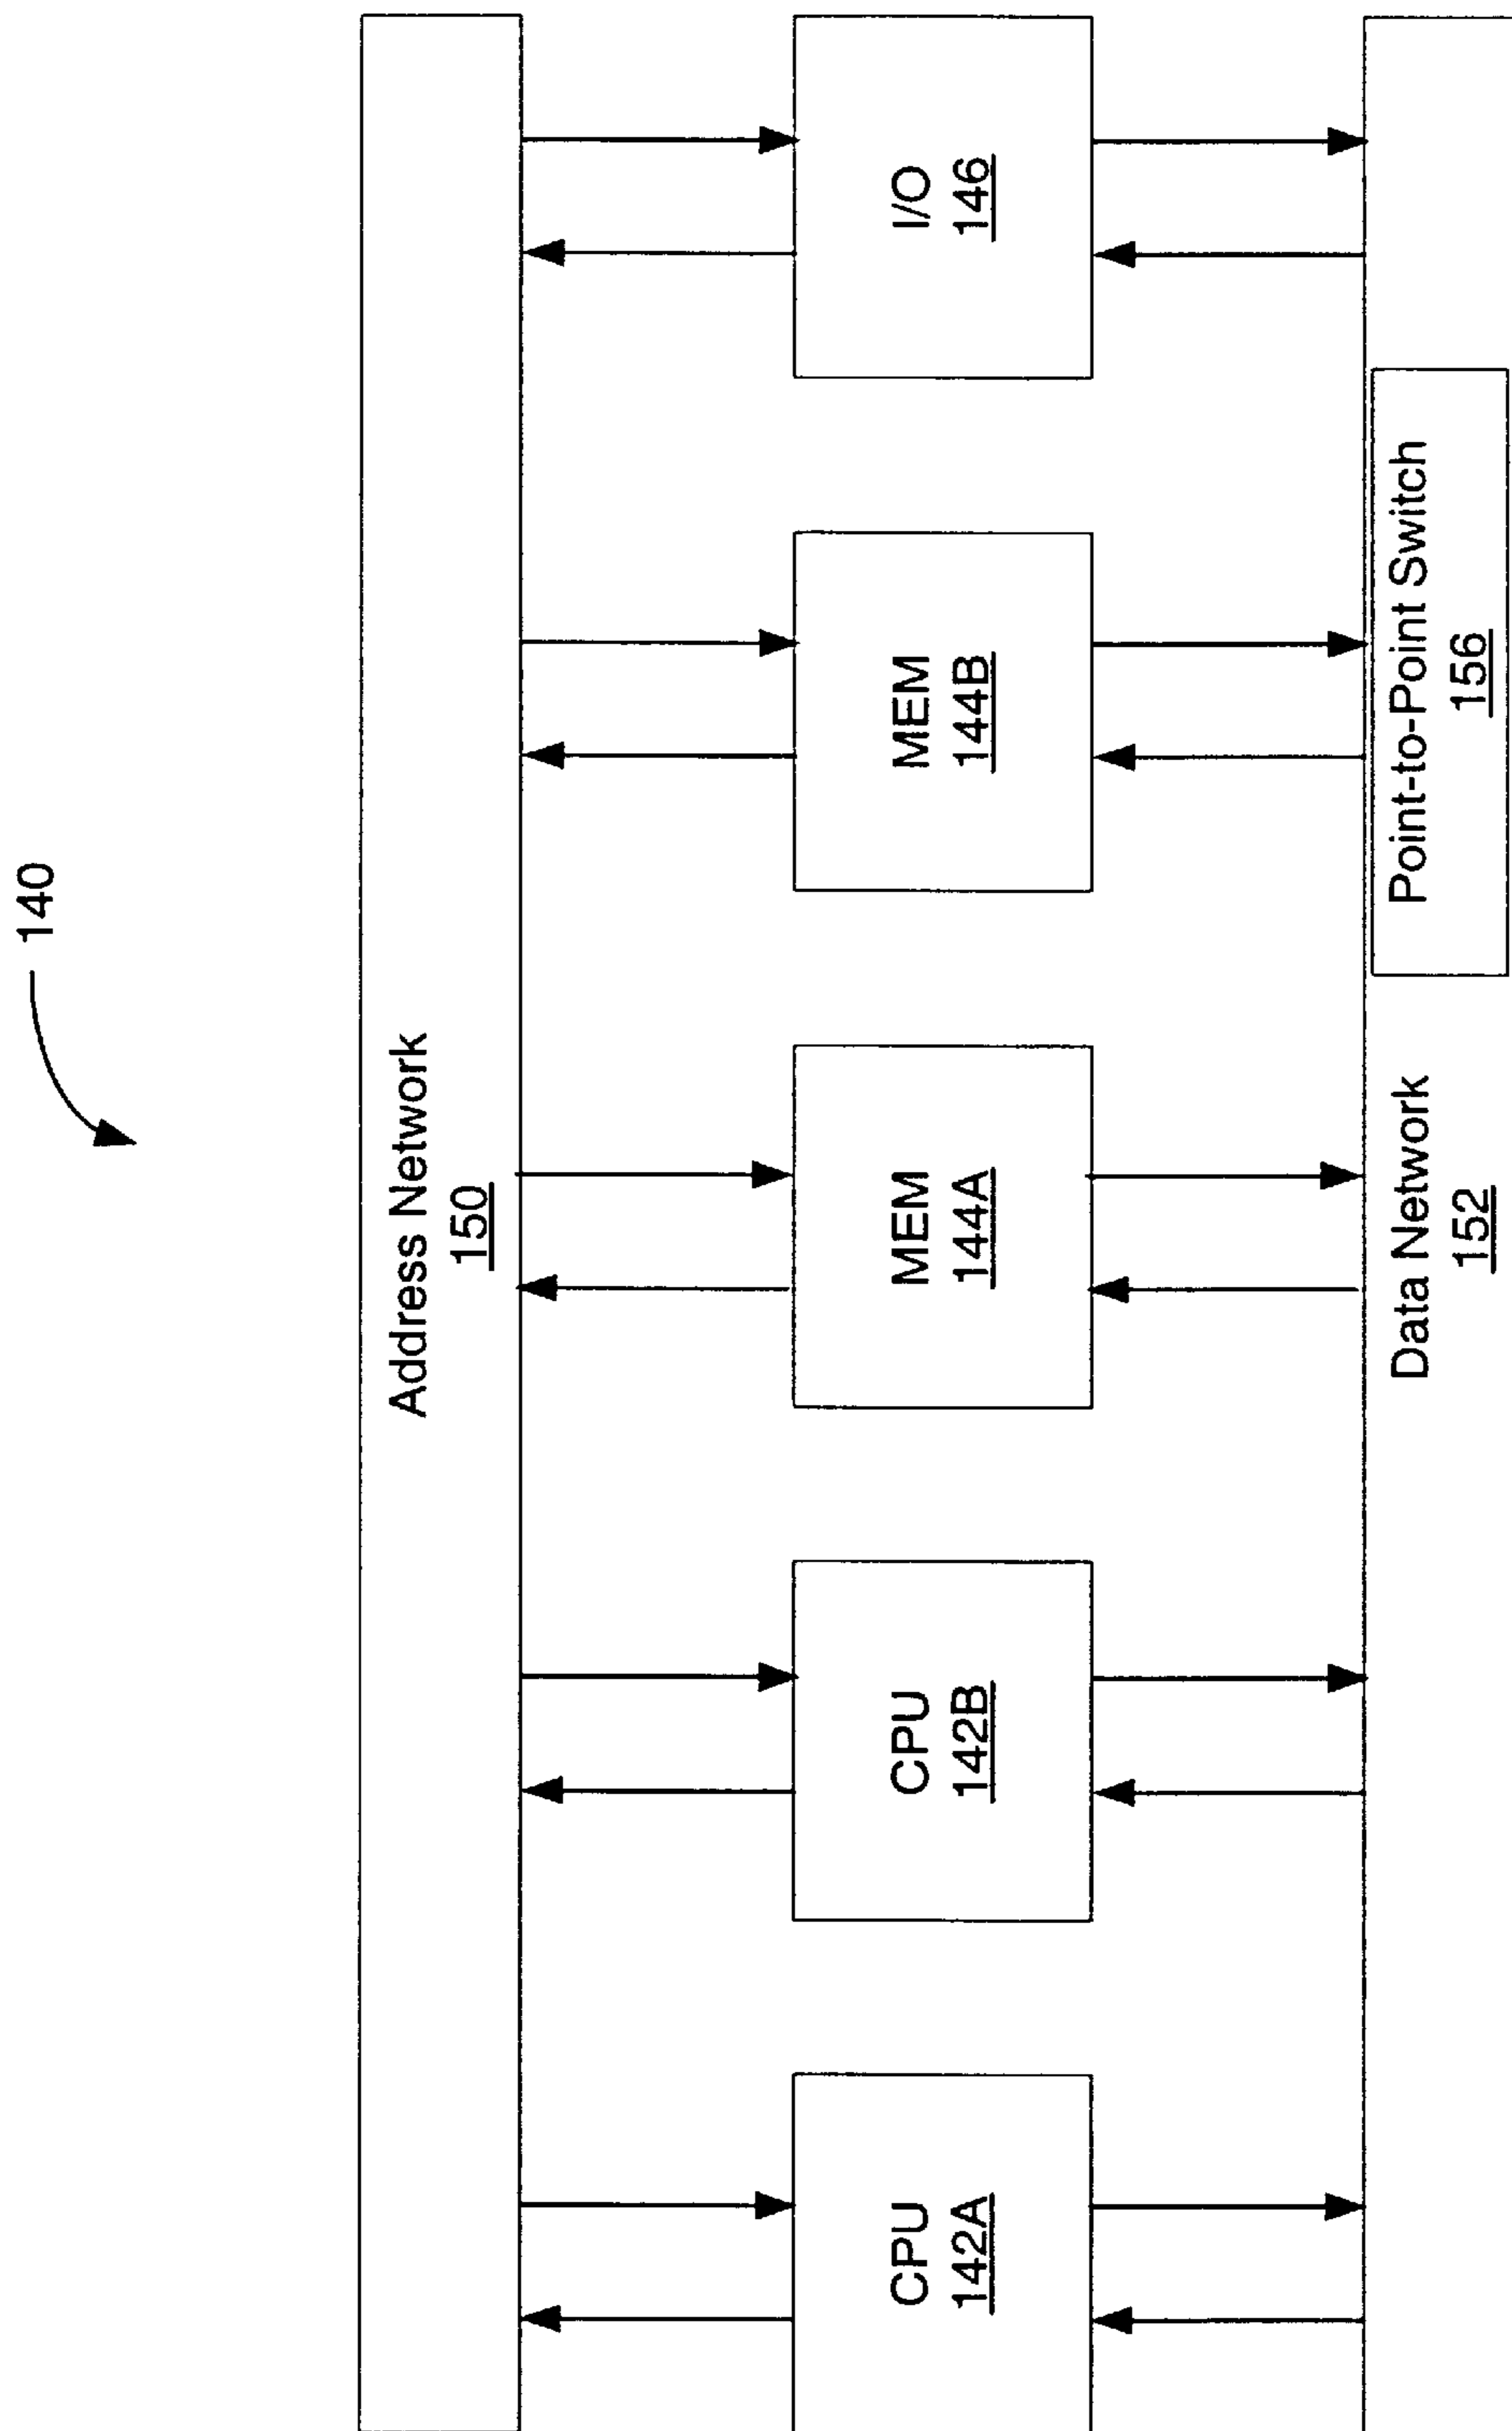 140
Address Network
150
CPU
142A
CPU
142B
MEM
144A
MEM
144B
I/O
146
Data Network
152
Point-to-Point Switch
156